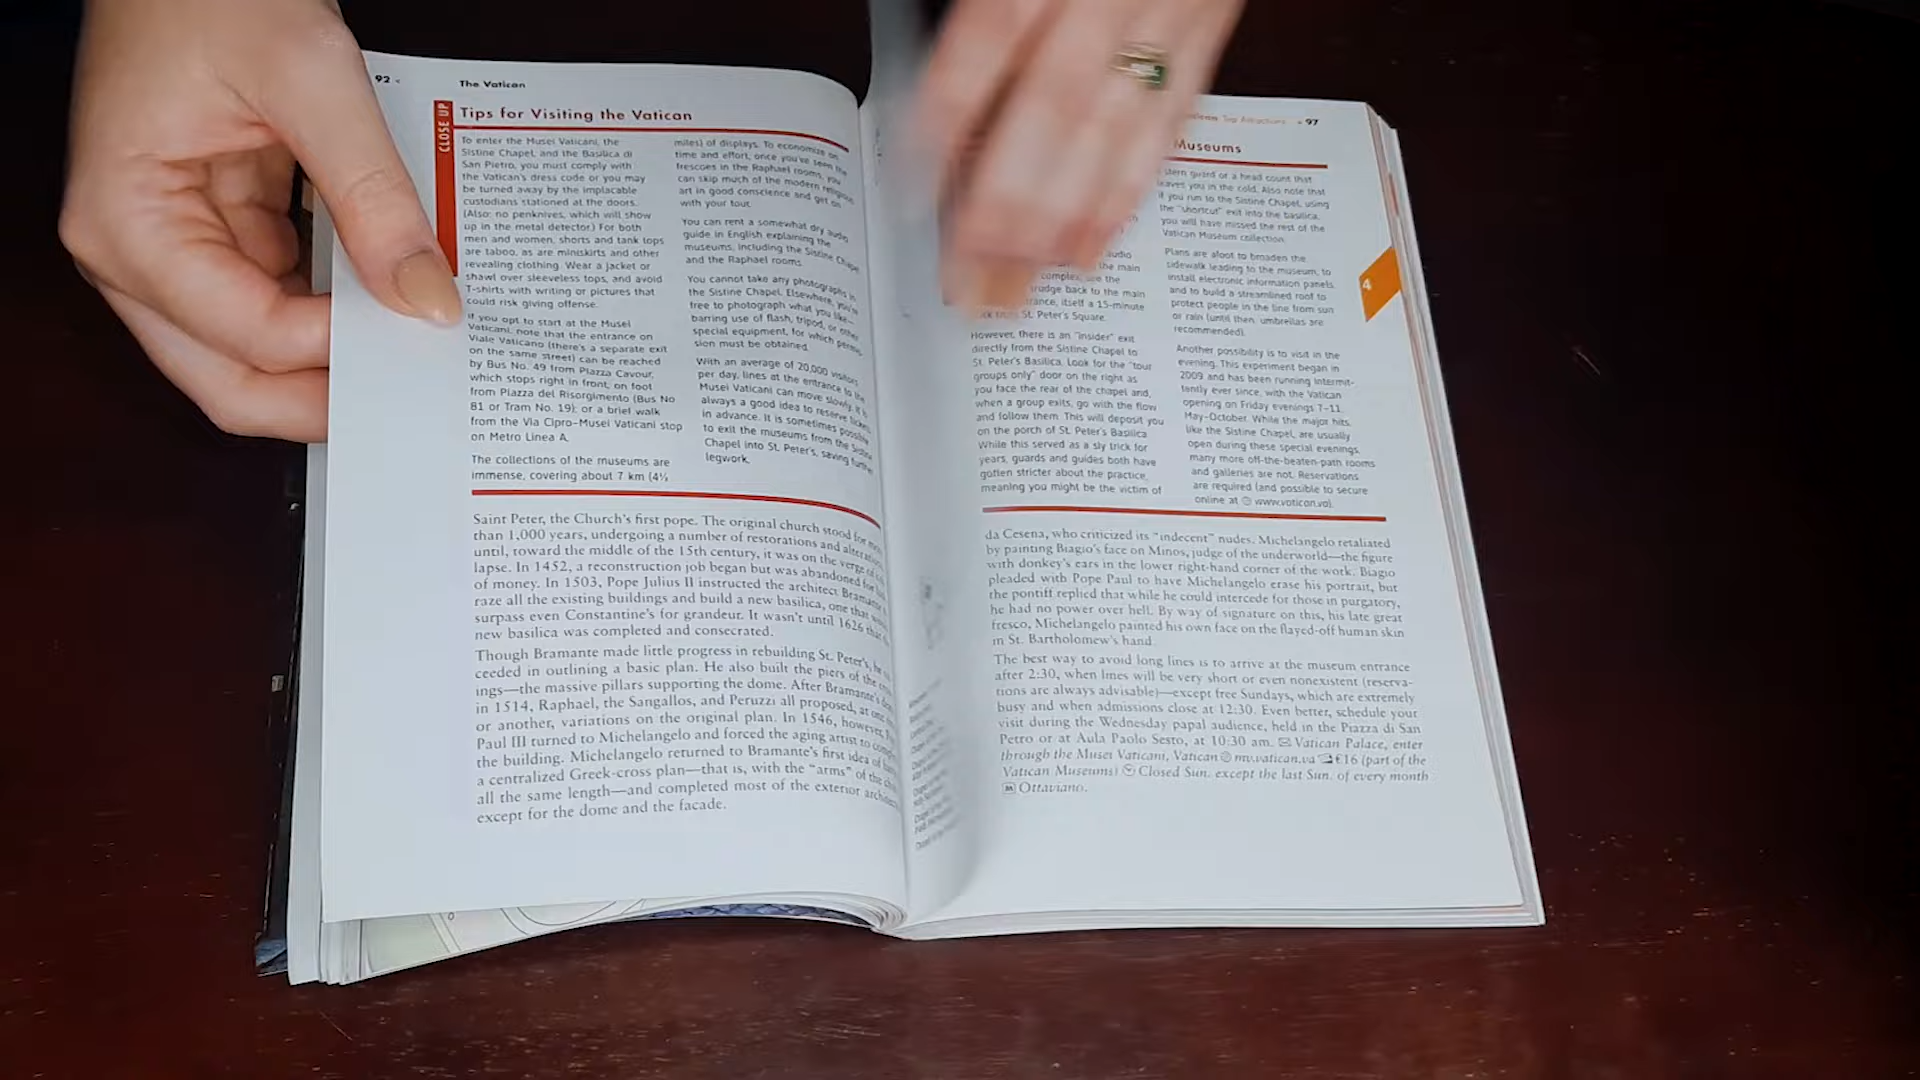 92 <
The Vatican
CLOSE UP
Tips for Visiting the Vatican
To enter the Musei Vaticani, the
Sistine Chapel, and the Basilica di
San Pietro, you must comply with
the Vatican's dress code or you may
be turned away by the implacable
custodians stationed at the doors.
(Also: no penknives, which will show
up in the metal detector.) For both
men and women, shorts and tank tops
are taboo, as are miniskirts and other
revealing clothing. Wear a jacket or
shawl over sleeveless tops, and avoid
T-shirts with writing or pictures that
could risk giving offense.
If you opt to start at the Musei
Vaticani, note that the entrance on
Viale Vaticano (there's a separate exit
on the same street) can be reached
by Bus No. 49 from Piazza Cavour,
which stops right in front, on foot
from Piazza del Risorgimento (Bus No
81 or Tram No. 19), or a brief walk
from the Via Cipro–Musei Vaticani stop
on Metro Linea A.
The collections of the museums are
immense, covering about 7 km (4½
miles) of displays. To economize on
time and effort, once you've seen the
frescoes in the Raphael rooms, you
can skip much of the modern religious
art in good conscience and get on
with your tour.
You can rent a somewhat dry audio
guide in English explaining the
museums, including the Sistine Chapel
and the Raphael rooms.
You cannot take any photographs in
the Sistine Chapel. Elsewhere, you're
free to photograph what you like—
barring use of flash, tripod, or other
special equipment, for which permis-
sion must be obtained.
With an average of 20,000 visitors
per day, lines at the entrance to the
Musei Vaticani can move slowly. It is
always a good idea to reserve tickets
in advance. It is sometimes possible
to exit the museums from the Sistine
Chapel into St. Peter's, saving further
legwork.
Saint Peter, the Church's first pope. The original church stood for
than 1,000 years, undergoing a number of restorations and
until, toward the middle of the 15th century, it was on the verge of
lapse. In 1452, a reconstruction job began but was abandoned for
of money. In 1503, Pope Julius II instructed the architect Bramante
raze all the existing buildings and build a new basilica, one that
surpass even Constantine's for grandeur. It wasn't until 1626 that
new basilica was completed and consecrated.
Though Bramante made little progress in rebuilding St. Peter's, he
ceeded in outlining a basic plan. He also built the piers of the
ings—the massive pillars supporting the dome. After Bramante's
in 1514, Raphael, the Sangallos, and Peruzzi all proposed, at one
or another, variations on the original plan. In 1546, however,
Paul III turned to Michelangelo and forced the aging artist to
the building. Michelangelo returned to Bramante's first idea of
a centralized Greek-cross plan—that is, with the "arms" of the
all the same length—and completed most of the exterior
except for the dome and the facade.
Top Attractions
97
Museums
stern guard or a head count that
leaves you in the cold. Also note that
if you run to the Sistine Chapel, using
the "shortcut" exit into the basilica,
you will have missed the rest of the
Vatican Museum collection.
Plans are afoot to broaden the
sidewalk leading to the museum, to
install electronic information panels,
and to build a streamlined roof to
protect people in the line from sun
or rain (until then, umbrellas are
recommended).
Another possibility is to visit in the
evening. This experiment began in
2009 and has been running intermit-
tently ever since, with the Vatican
opening on Friday evenings 7–11,
May–October. While the major hits,
like the Sistine Chapel, are usually
open during these special evenings,
many more off-the-beaten-path rooms
and galleries are not. Reservations
are required (and possible to secure
online at www.vatican.va).
audio
the main
complex, the
trudge back to the main
itself a 15-minute
St. Peter's Square.
However, there is an "insider" exit
directly from the Sistine Chapel to
St. Peter's Basilica. Look for the "tour
groups only" door on the right as
you face the rear of the chapel and,
when a group exits, go with the flow
and follow them. This will deposit you
on the porch of St. Peter's Basilica
While this served as a sly trick for
years, guards and guides both have
gotten stricter about the practice,
meaning you might be the victim of
4
da Cesena, who criticized its "indecent" nudes. Michelangelo retaliated
by painting Biagio's face on Minos, judge of the underworld—the figure
with donkey's ears in the lower right-hand corner of the work. Biagio
pleaded with Pope Paul to have Michelangelo erase his portrait, but
the pontiff replied that while he could intercede for those in purgatory,
he had no power over hell. By way of signature on this, his late great
fresco, Michelangelo painted his own face on the flayed-off human skin
in St. Bartholomew's hand.
The best way to avoid long lines is to arrive at the museum entrance
after 2:30, when lines will be very short or even nonexistent (reserva-
tions are always advisable)—except free Sundays, which are extremely
busy and when admissions close at 12:30. Even better, schedule your
visit during the Wednesday papal audience, held in the Piazza di San
Petro or at Aula Paolo Sesto, at 10:30 am. Vatican Palace, enter
through the Musei Vaticani, Vatican mv.vatican.va €16 (part of the
Vatican Museums) Closed Sun. except the last Sun. of every month
M Ottaviano.